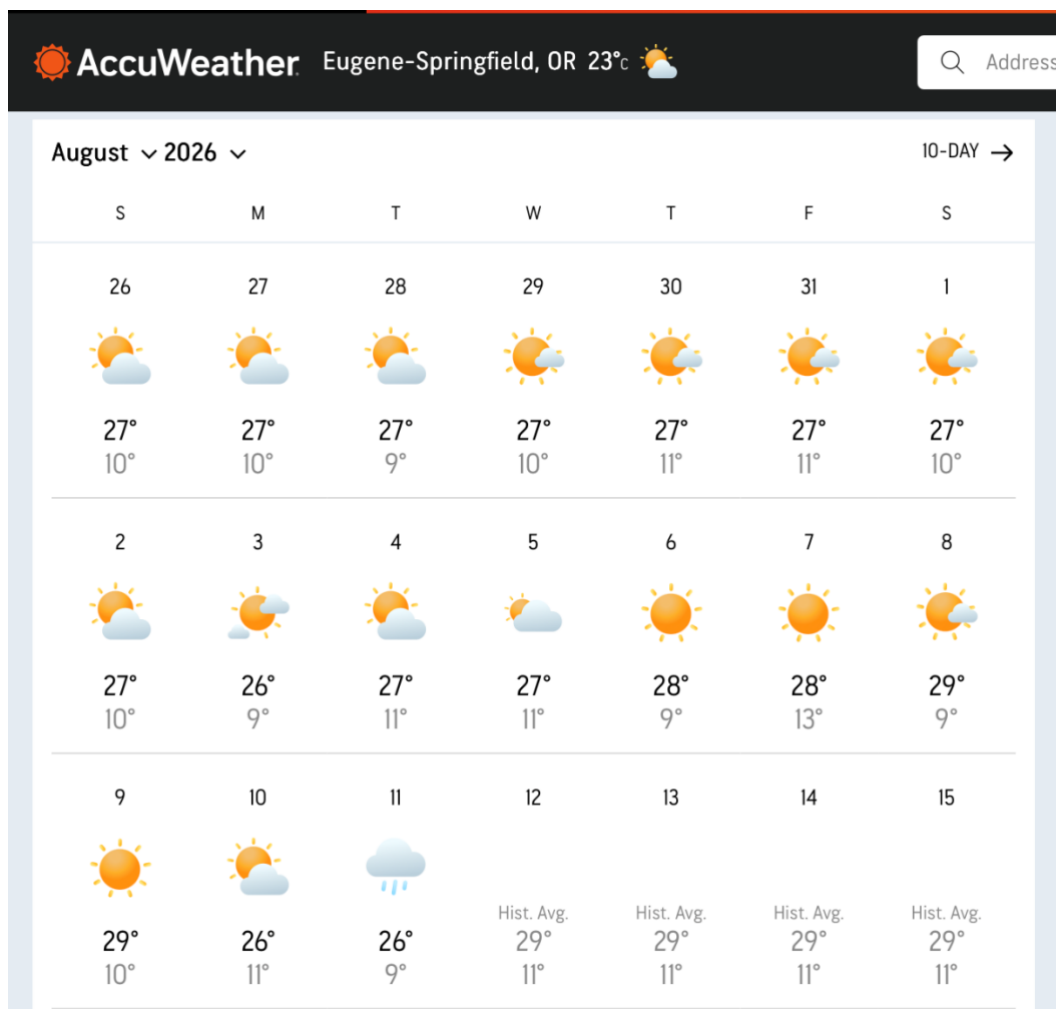 AccuWeather. Eugene-Springfield, OR 23°C Address
August 2026 10-DAY →
S M T W T F S
26 27 28 29 30 31 1
27° 27° 27° 27° 27° 27° 27°
10° 10° 9° 10° 11° 11° 10°
2 3 4 5 6 7 8
27° 26° 27° 27° 28° 28° 29°
10° 9° 11° 11° 9° 13° 9°
9 10 11 12 13 14 15
Hist. Avg. Hist. Avg. Hist. Avg. Hist. Avg.
29° 26° 26° 29° 29° 29° 29°
10° 11° 9° 11° 11° 11° 11°